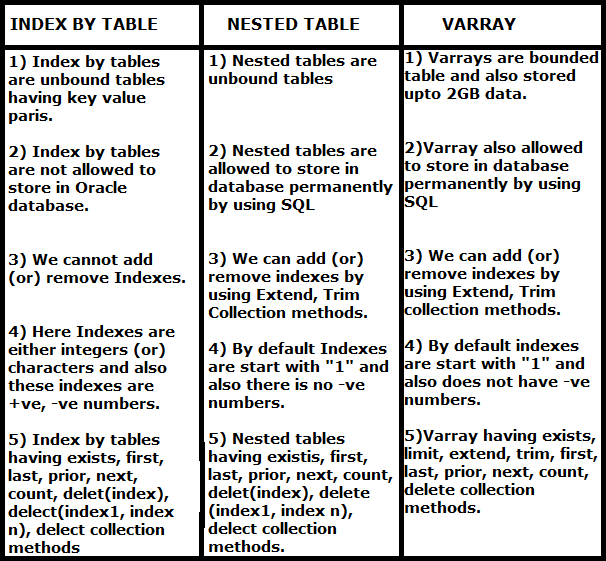 INDEX BY TABLE
1) Index by tables
are unbound tables
having key value
paris.
2) Index by tables
are not allowed to
store in Oracle
database.
3) We cannot add
(or) remove Indexes.
4) Here Indexes are
either integers (or)
characters and also
these indexes are
+ve, -ve numbers.
5) Index by tables
having exists, first,
last, prior, next,
count, delet(index),
delect(index1, index
n), delect collection
methods
NESTED TABLE
1) Nested tables are
unbound tables
2) Nested tables are
allowed to store in
database permanently
by using SQL
3) We can add (or)
remove indexes by
using Extend, Trim
Collection methods.
4) By default Indexes
are start with "1" and
also there is no -ve
numbers.
5) Nested tables
having existis, first,
last, prior, next, count,
delet(index), delete
(index1, index n),
delect collection
methods.
VARRAY
1) Varrays are bounded
table and also stored
upto 2GB data.
2)Varray also allowed
to store in database
permanently by using
SQL
3) We can add (or)
remove indexes by
using Extend, Trim
collection methods.
4) By default indexes
are start with "1" and
also does not have -ve
numbers.
5)Varray having exists,
limit, extend, trim, first,
last, prior, next, count,
delete collection
methods.